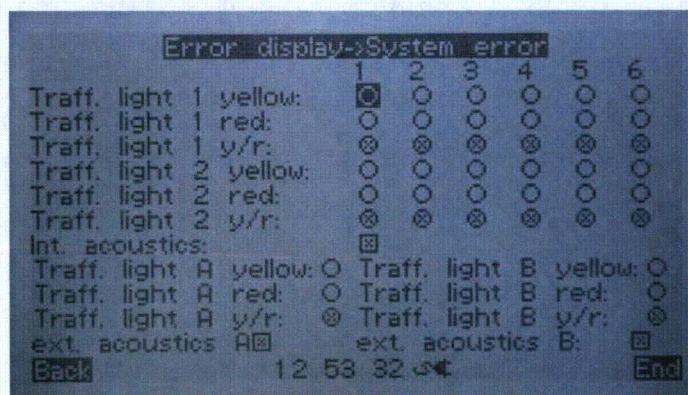 Error display->System error
1 2 3 4 5 6
Traff. light 1 yellow:
Traff. light 1 red:
Traff. light 1 y/r:
Traff. light 2 yellow:
Traff. light 2 red:
Traff. light 2 y/r:
Int. acoustics:
Traff. light A yellow: Traff. light B yellow:
Traff. light A red: Traff. light B red:
Traff. light A y/r: Traff. light B y/r:
ext. acoustics A ext. acoustics B:
Back 12 53 32 End